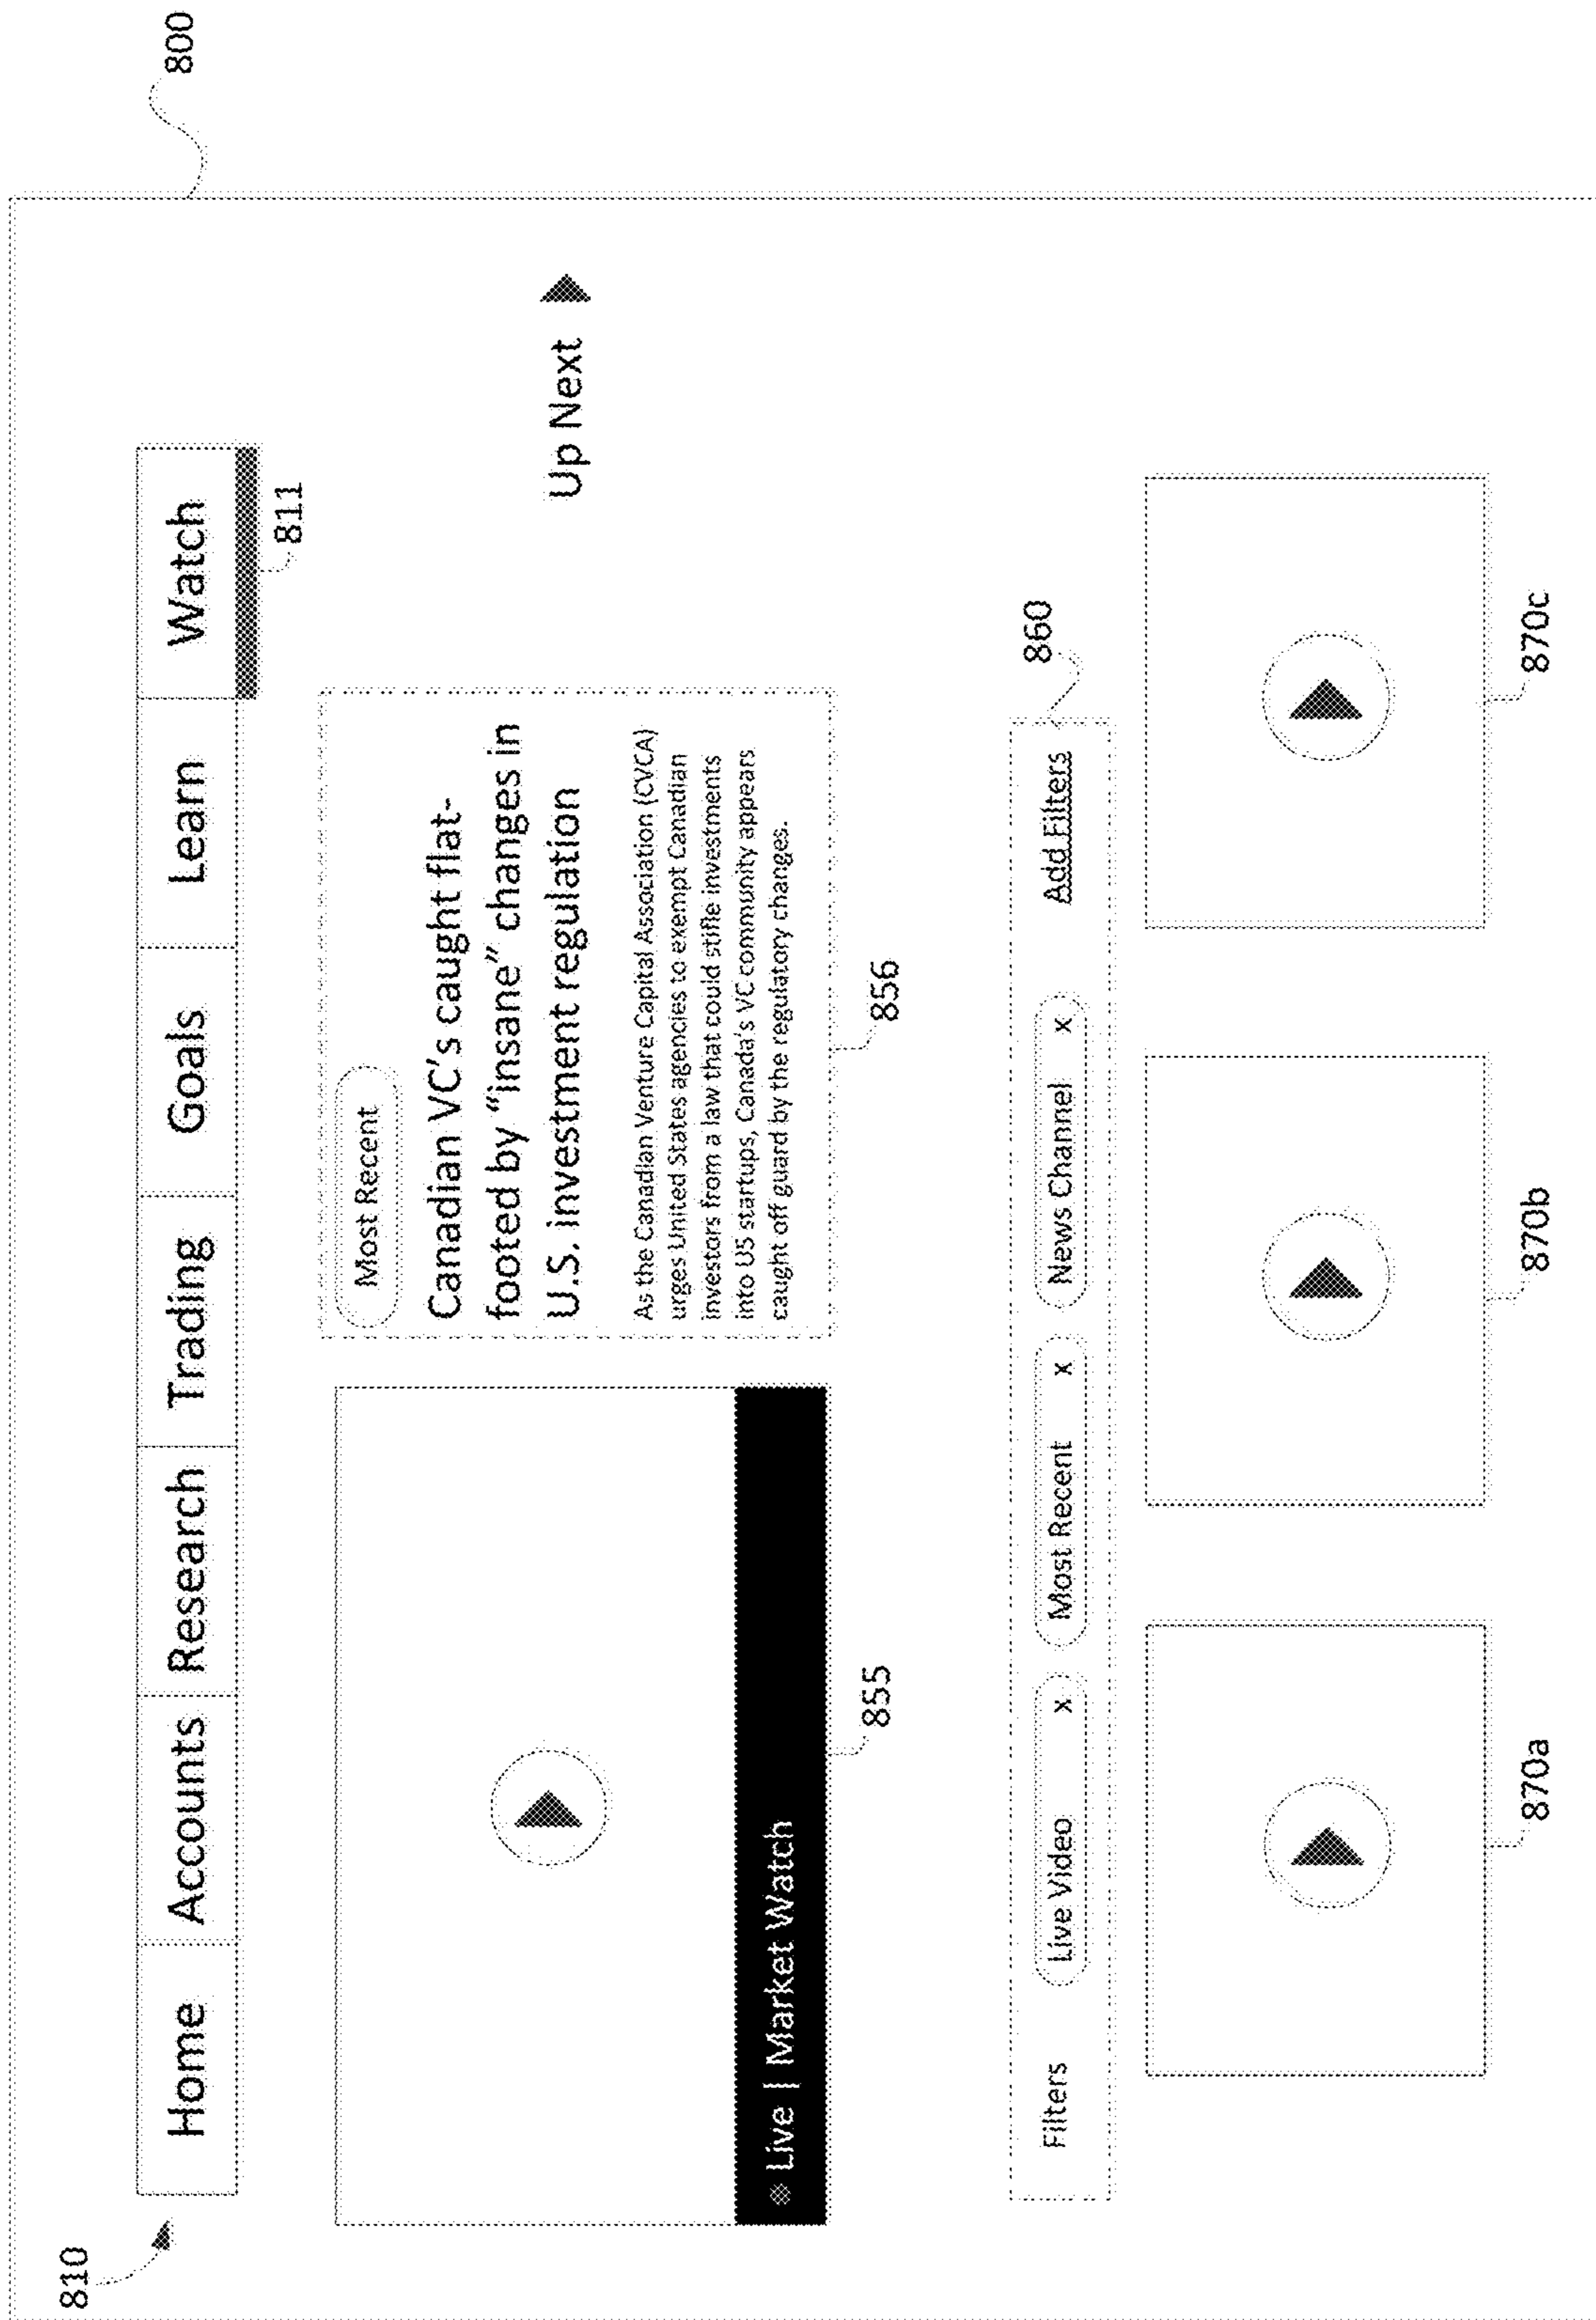 800
810
Home Accounts Research Trading Goals Learn Watch
811
Most Recent
Canadian VC's caught flat-
footed by "insane" changes in
U.S. investment regulation
As the Canadian Venture Capital Association (CVCA)
urges United States agencies to exempt Canadian
investors from a law that could stifle investments
into US startups, Canada's VC community appears
caught off guard by the regulatory changes.
Up Next
Live | Market Watch
855
856
860
Filters Live Video x Most Recent x News Channel x Add Filters
870a
870b
870c